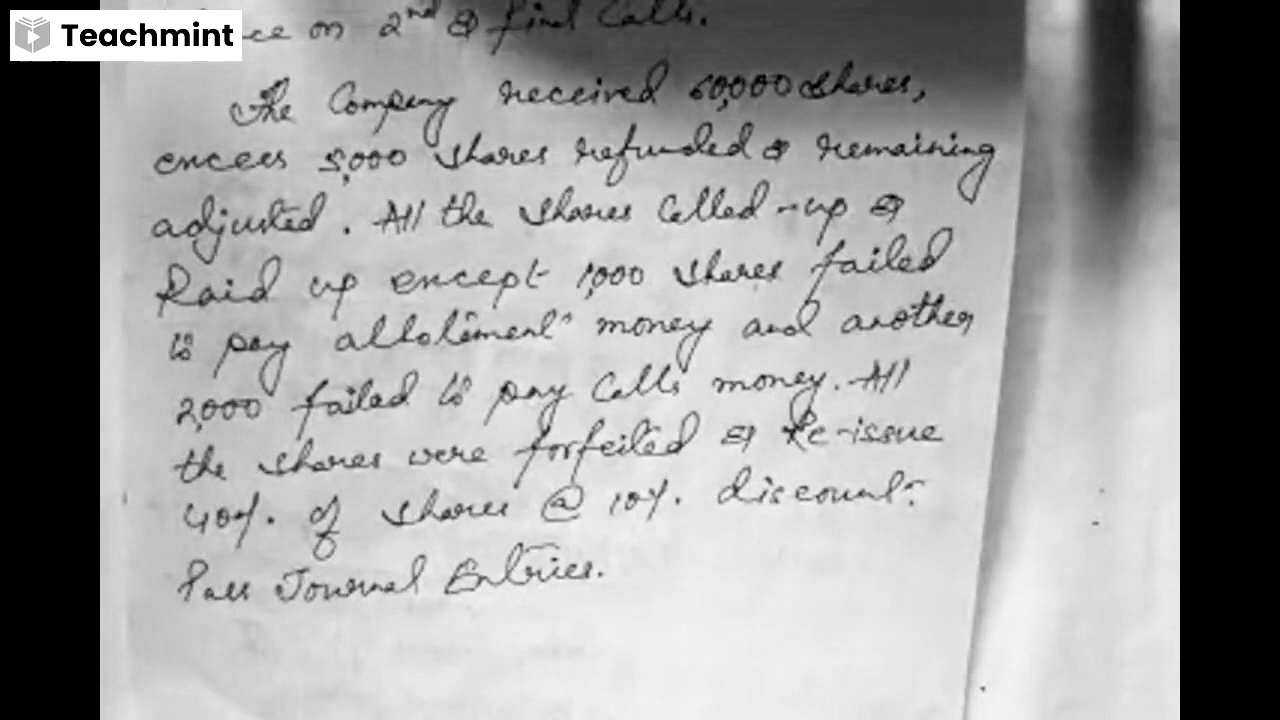 Teachmint
on 2nd & final Calls.
The Company received 60,000 shares,
excess 5,000 shares refunded & remaining
adjusted. All the shares Called-up &
Paid up except 1,000 shares failed
to pay allotement money and another
2,000 failed to pay Calls money. All
the shares were forfeited & Re-issue
40%. of shares @ 10%. discount.
Pass Journal Entries.